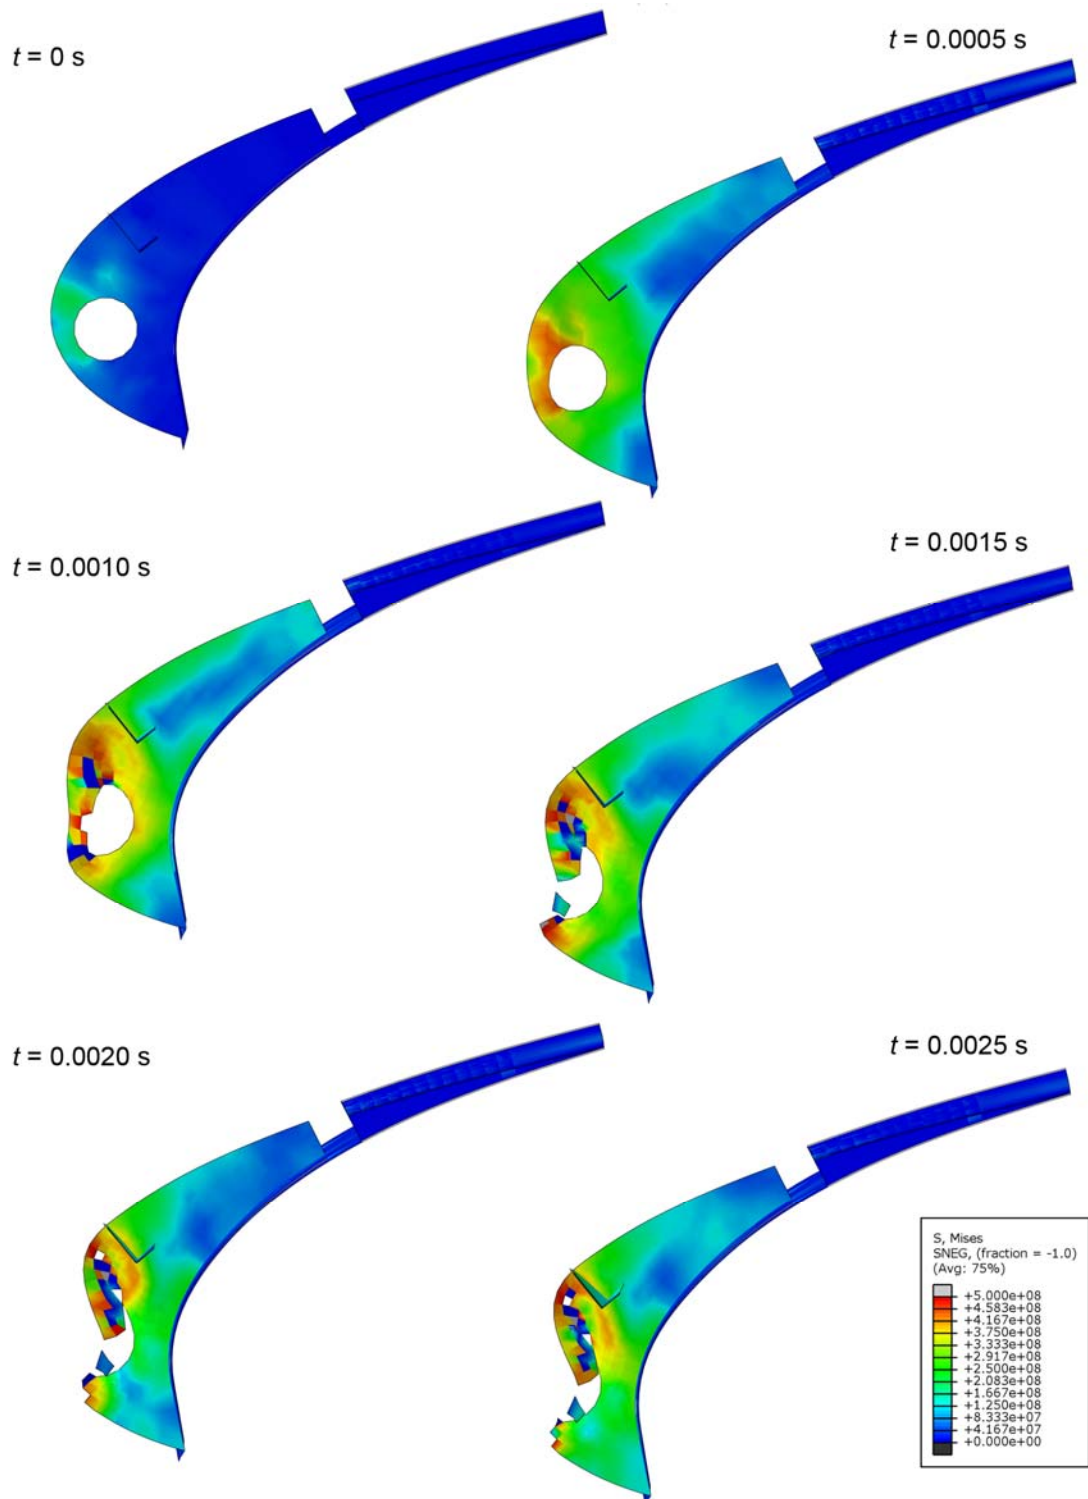 t = 0 s
t = 0.0005 s
t = 0.0010 s
t = 0.0015 s
t = 0.0020 s
t = 0.0025 s
S, Mises
SNEG, (fraction = -1.0)
(Avg: 75%)
+5.000e+08
+4.583e+08
+4.167e+08
+3.750e+08
+3.333e+08
+2.917e+08
+2.500e+08
+2.083e+08
+1.667e+08
+1.250e+08
+8.333e+07
+4.167e+07
+0.000e+00